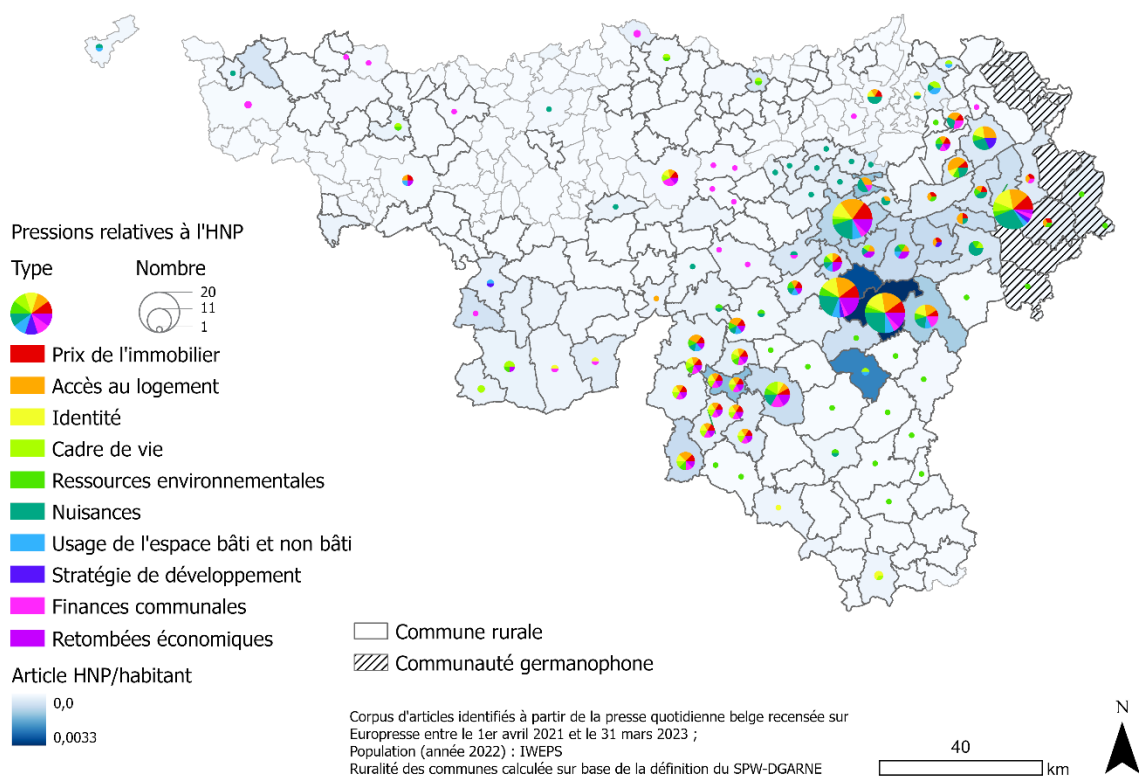 Pressions relatives à l'HNP
Type
Nombre
20
11
1
Prix de l'immobilier
Accès au logement
Identité
Cadre de vie
Ressources environnementales
Nuisances
Usage de l'espace bâti et non bâti
Stratégie de développement
Finances communales
Retombées économiques
Article HNP/habitant
0,0
0,0033
Commune rurale
Communauté germanophone
Corpus d'articles identifiés à partir de la presse quotidienne belge recensée sur
Europresse entre le 1er avril 2021 et le 31 mars 2023 ;
Population (année 2022) : IWEPS
Ruralité des communes calculée sur base de la définition du SPW-DGARNE
40
km
N